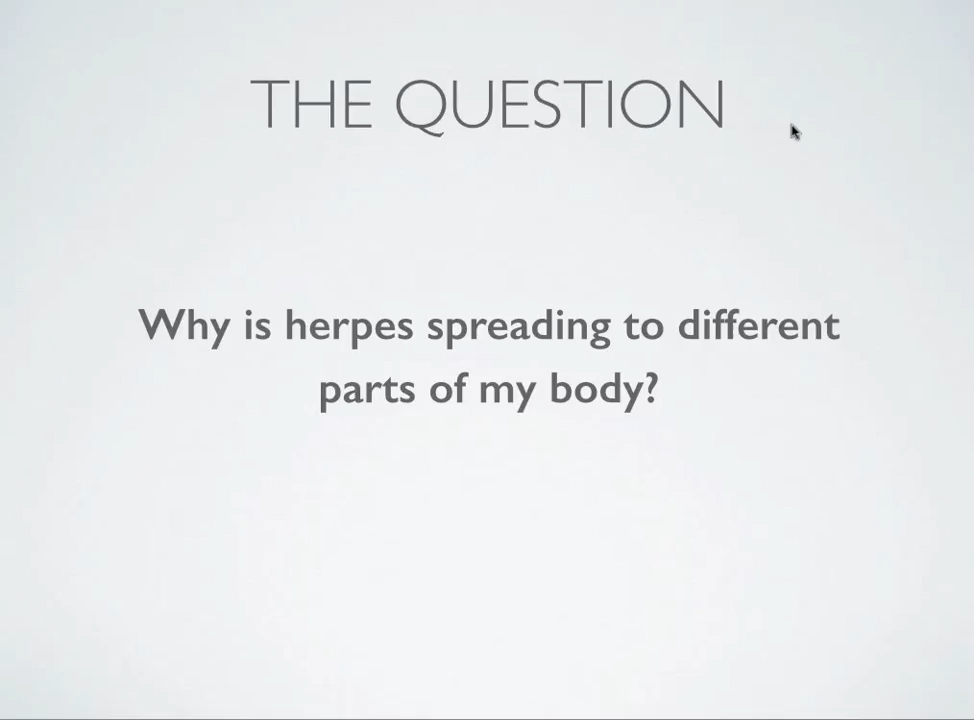 THE QUESTION
Why is herpes spreading to different
parts of my body?